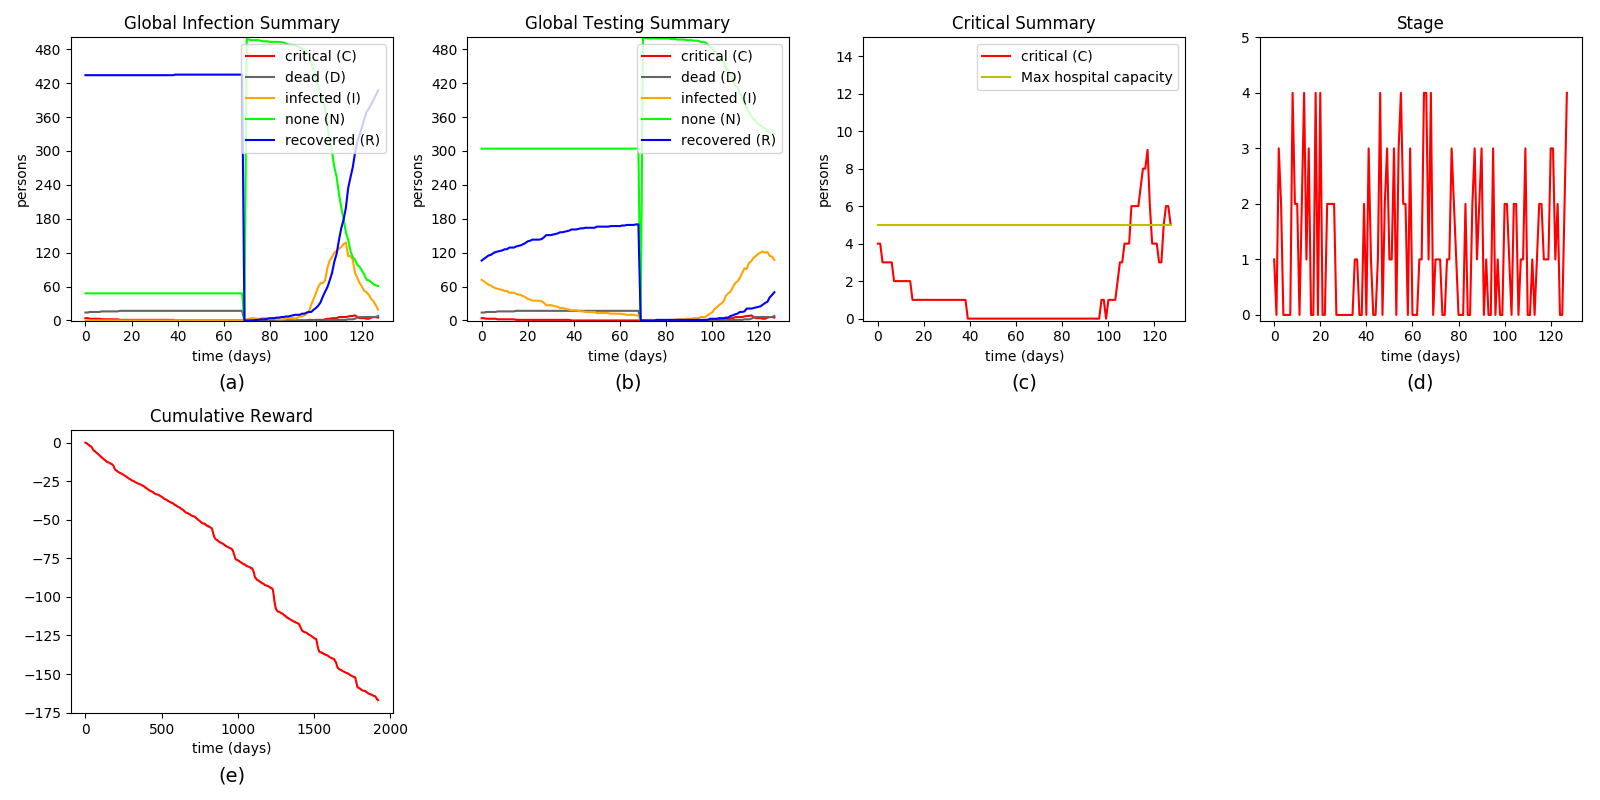 Global Infection Summary
persons
480
420
360
300
240
180
120
60
0
critical (C)
dead (D)
infected (I)
none (N)
recovered (R)
0 20 40 60 80 100 120
time (days)
(a)
Global Testing Summary
persons
480
420
360
300
240
180
120
60
0
critical (C)
dead (D)
infected (I)
none (N)
recovered (R)
0 20 40 60 80 100 120
time (days)
(b)
Critical Summary
persons
14
12
10
8
6
4
2
0
critical (C)
Max hospital capacity
0 20 40 60 80 100 120
time (days)
(c)
Stage
5
4
3
2
1
0
0 20 40 60 80 100 120
time (days)
(d)
Cumulative Reward
0
−25
−50
−75
−100
−125
−150
−175
0 500 1000 1500 2000
time (days)
(e)